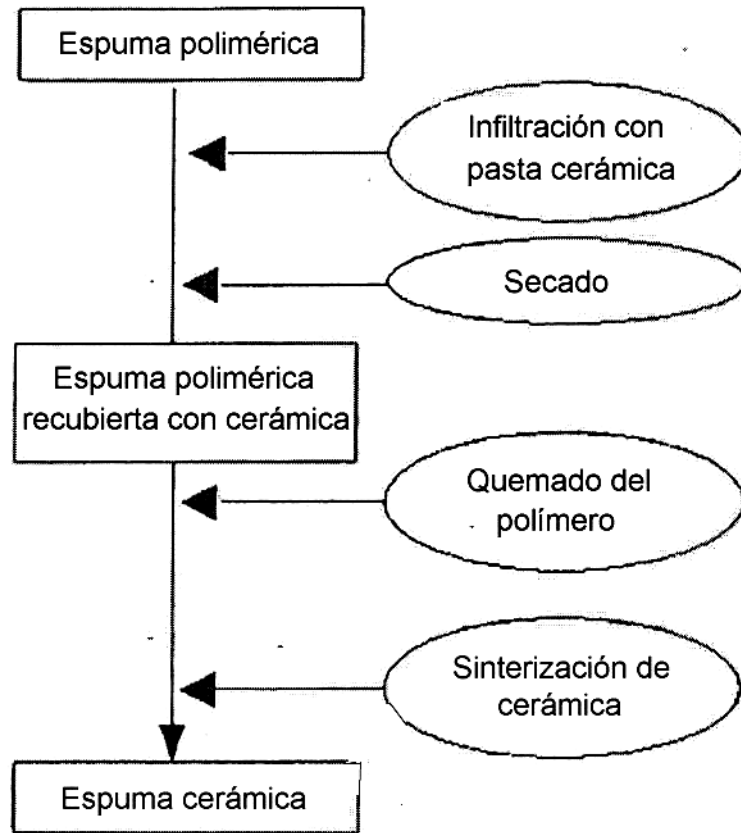 Espuma polimérica
Infiltración con
pasta cerámica
Secado
Espuma polimérica
recubierta con cerámica
Quemado del
polímero
Sinterización de
cerámica
Espuma cerámica